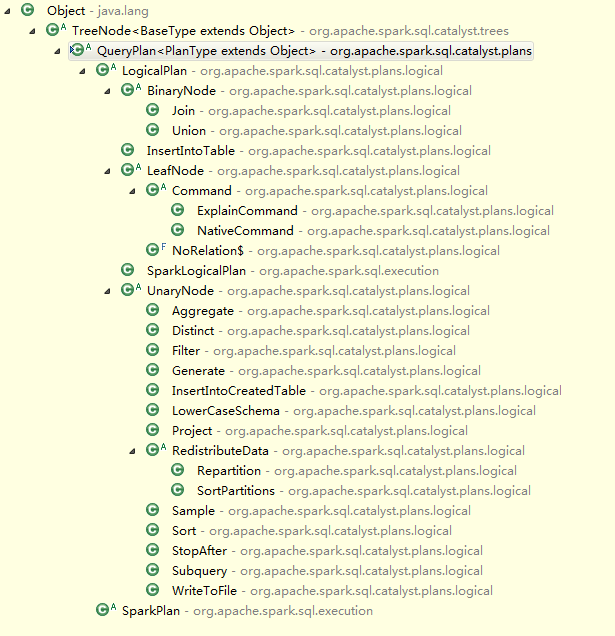 Object - java.lang
A TreeNode<BaseType extends Object> - org.apache.spark.sql.catalyst.trees
A QueryPlan<PlanType extends Object> - org.apache.spark.sql.catalyst.plans
A LogicalPlan - org.apache.spark.sql.catalyst.plans.logical
A BinaryNode - org.apache.spark.sql.catalyst.plans.logical
Join - org.apache.spark.sql.catalyst.plans.logical
Union - org.apache.spark.sql.catalyst.plans.logical
InsertIntoTable - org.apache.spark.sql.catalyst.plans.logical
A LeafNode - org.apache.spark.sql.catalyst.plans.logical
A Command - org.apache.spark.sql.catalyst.plans.logical
ExplainCommand - org.apache.spark.sql.catalyst.plans.logical
NativeCommand - org.apache.spark.sql.catalyst.plans.logical
F NoRelation$ - org.apache.spark.sql.catalyst.plans.logical
SparkLogicalPlan - org.apache.spark.sql.execution
A UnaryNode - org.apache.spark.sql.catalyst.plans.logical
Aggregate - org.apache.spark.sql.catalyst.plans.logical
Distinct - org.apache.spark.sql.catalyst.plans.logical
Filter - org.apache.spark.sql.catalyst.plans.logical
Generate - org.apache.spark.sql.catalyst.plans.logical
InsertIntoCreatedTable - org.apache.spark.sql.catalyst.plans.logical
LowerCaseSchema - org.apache.spark.sql.catalyst.plans.logical
Project - org.apache.spark.sql.catalyst.plans.logical
A RedistributeData - org.apache.spark.sql.catalyst.plans.logical
Repartition - org.apache.spark.sql.catalyst.plans.logical
SortPartitions - org.apache.spark.sql.catalyst.plans.logical
Sample - org.apache.spark.sql.catalyst.plans.logical
Sort - org.apache.spark.sql.catalyst.plans.logical
StopAfter - org.apache.spark.sql.catalyst.plans.logical
Subquery - org.apache.spark.sql.catalyst.plans.logical
WriteToFile - org.apache.spark.sql.catalyst.plans.logical
A SparkPlan - org.apache.spark.sql.execution